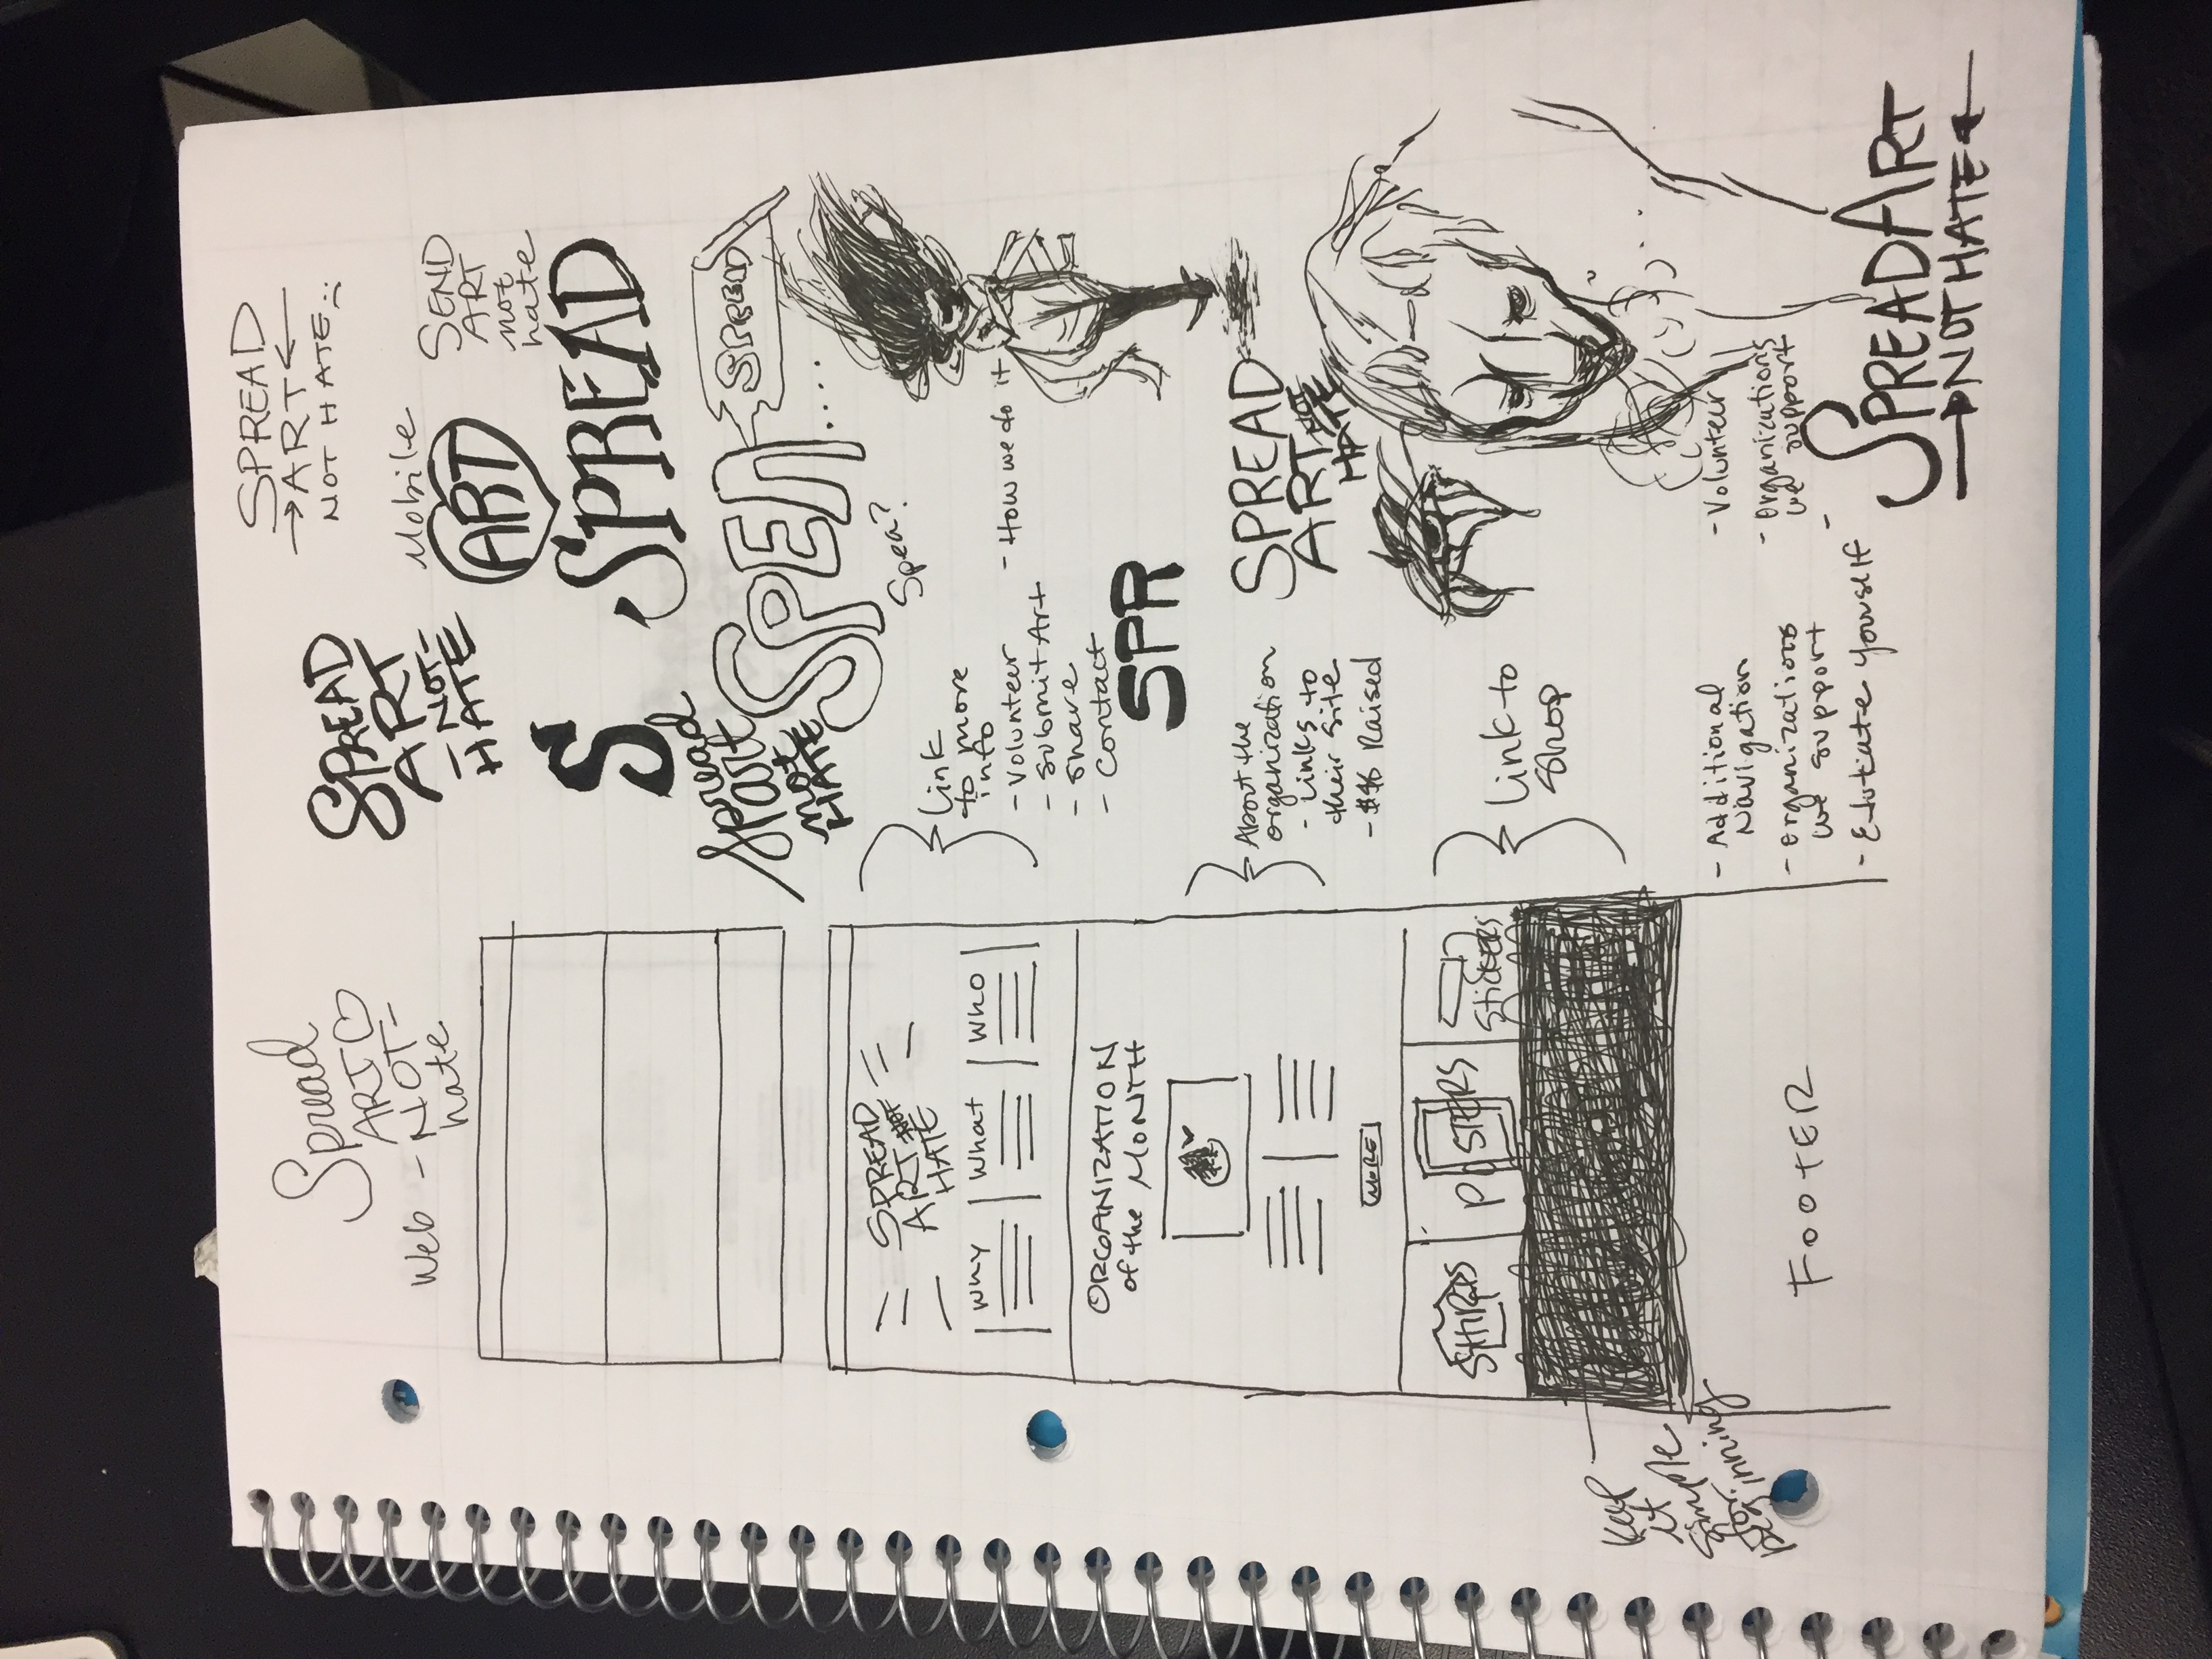 Spread
ART
Web - NOT -
hate
SPREAD
ART
- NOT -
HATE
SPREAD
→ ART ←
NOT HATE
Mobile
ART
SEND
ART
not
hate
S
SPREAD
Spread
art
not
HATE
SPEA
SPREAD
....
Spea?
SPREAD
ART NOT
HATE
why
what
who
Link
to more
info
- Volunteer
- submit Art
- share
- contact
- How we do it
SPR
ORGANIZATION
of the MONTH
MORE
About the
organization
- Links to
their site
- $$$ Raised
SPREAD
ART NOT
HATE
SHIRTS
POSTERS
Stickers
Link to
Shop
keep
it
simple
for
beginning
FOOTER
- Additional
Navigation
- organizations
we support
- Edukate yourself
- Volunteer
- organizations
we support
-
SPREAD ART
→ NOT HATE ←